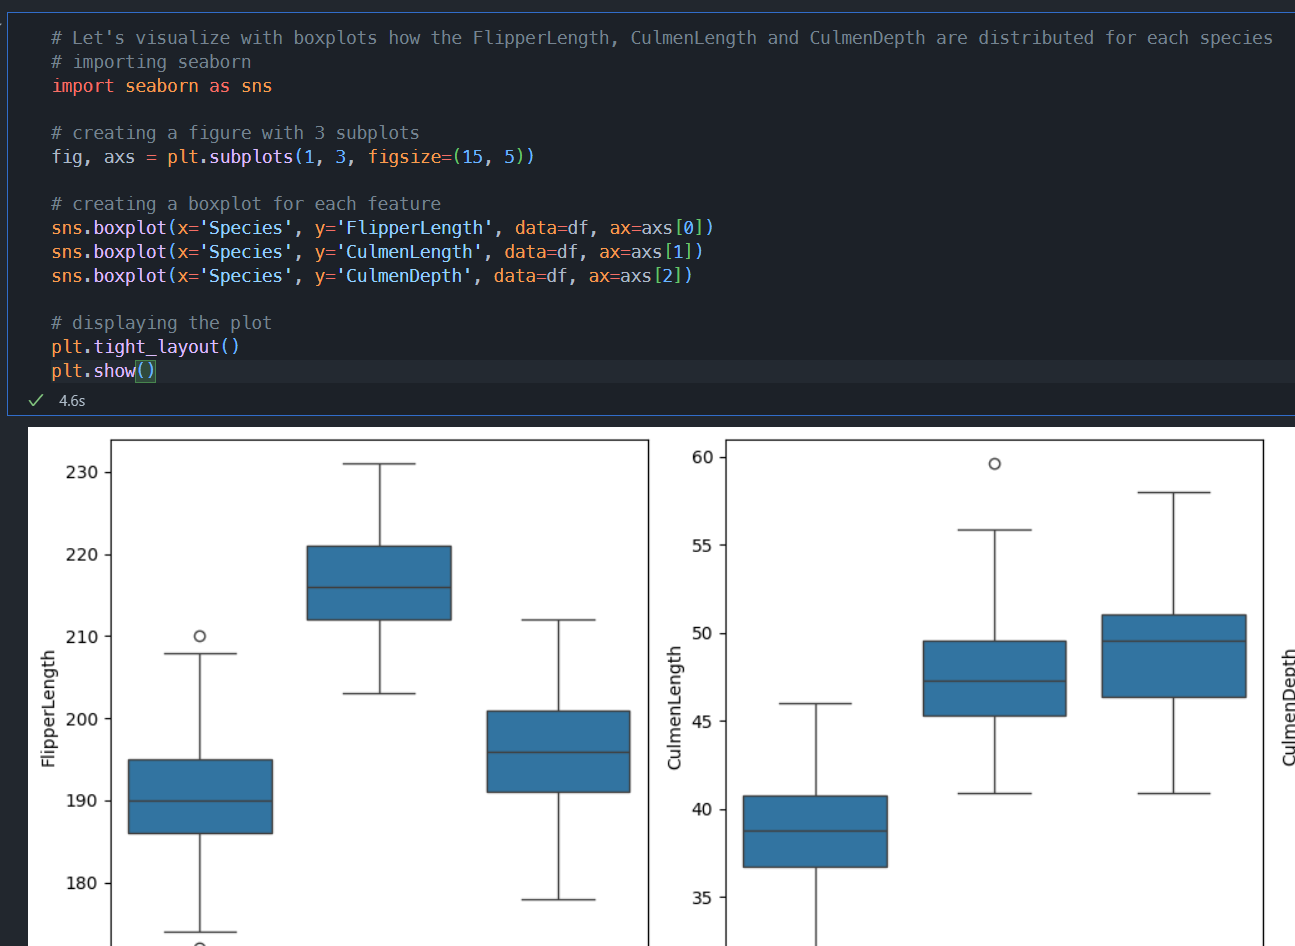 # Let's visualize with boxplots how the FlipperLength, CulmenLength and CulmenDepth are distributed for each species
# importing seaborn
import seaborn as sns
# creating a figure with 3 subplots
fig, axs = plt.subplots(1, 3, figsize=(15, 5))
# creating a boxplot for each feature
sns.boxplot(x='Species', y='FlipperLength', data=df, ax=axs[0])
sns.boxplot(x='Species', y='CulmenLength', data=df, ax=axs[1])
sns.boxplot(x='Species', y='CulmenDepth', data=df, ax=axs[2])
# displaying the plot
plt.tight_layout()
plt.show()
4.6s
FlipperLength
230
220
210
200
190
180
CulmenLength
60
55
50
45
40
35
CulmenDepth